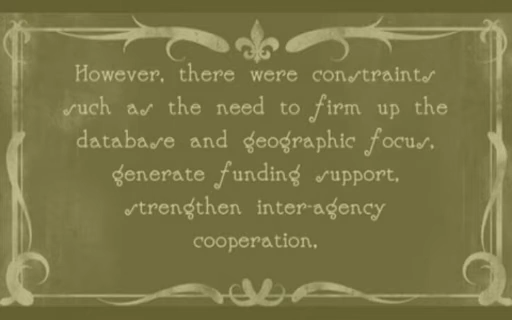 However, there were constraints
such as the need to firm up the
database and geographic focus,
generate funding support,
strengthen inter-agency
cooperation,